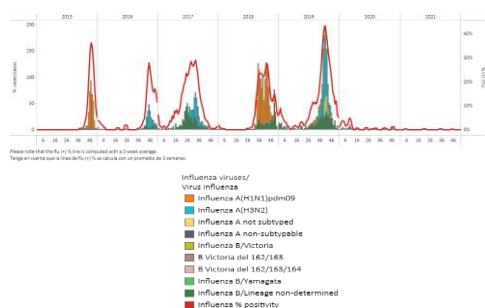 2015 2016 2017 2018 2019 2020 2021
200
150
100
50
0
40%
30%
20%
10%
0%
Please note that the flu (+) % line is computed with a 3 week average.
Tenga en cuenta que la línea de flu (+) % se calcula con un promedio de 3 semanas.
Influenza viruses/
Virus influenza
Influenza A(H1N1)pdm09
Influenza A(H3N2)
Influenza A not subtyped
Influenza A non-subtypable
Influenza B/Victoria
B Victoria del 162/163
B Victoria del 162/163/164
Influenza B/Yamagata
Influenza B/Lineage non-determined
Influenza % positivity